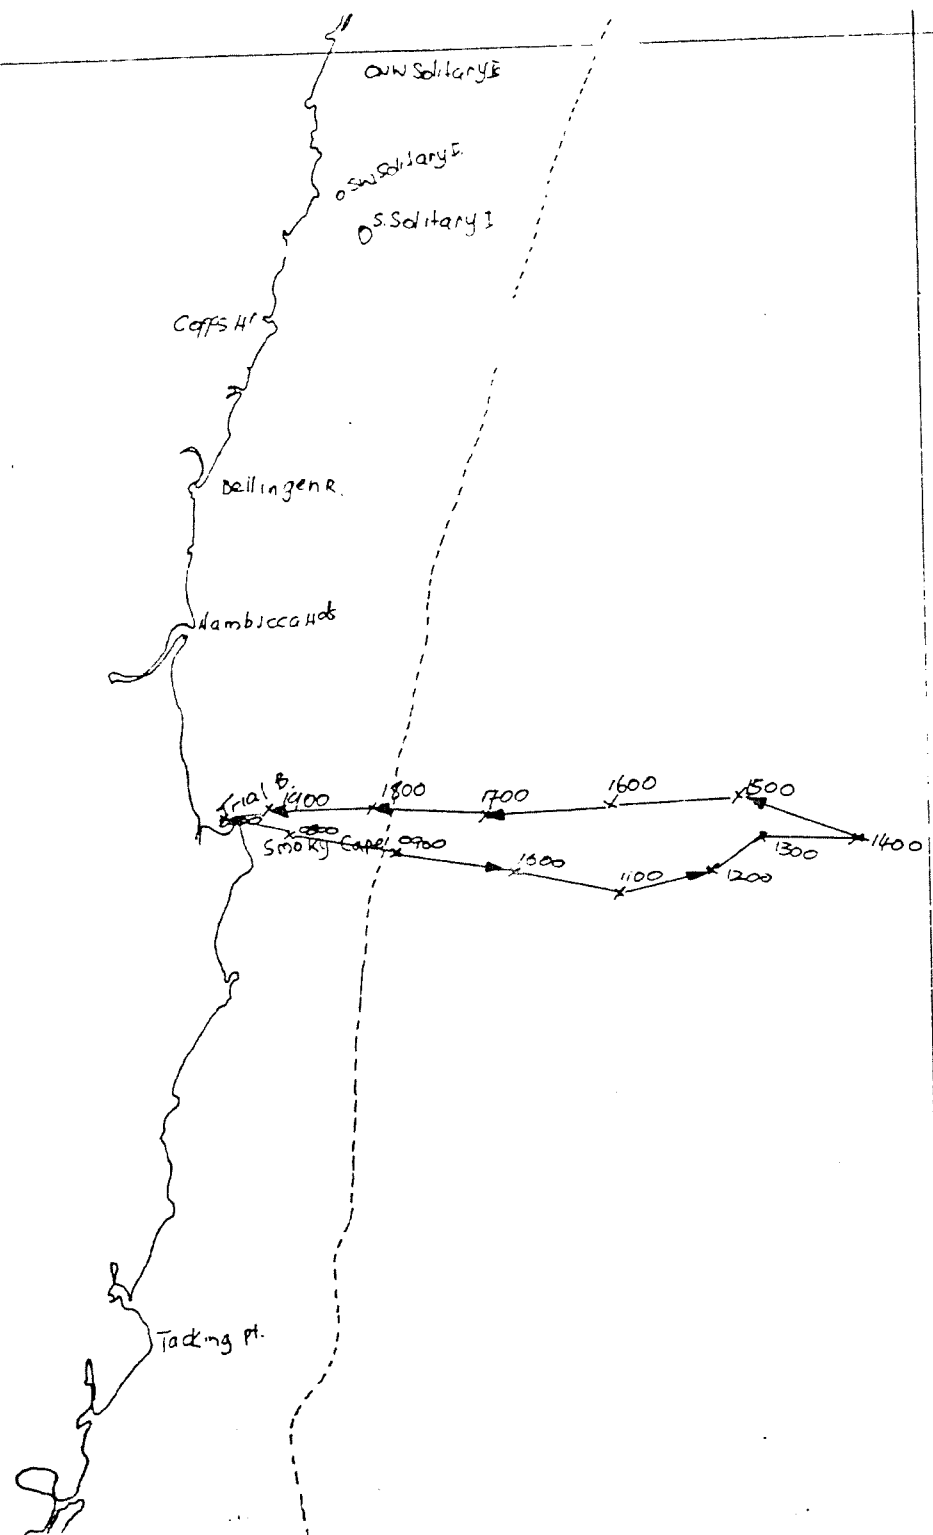 NW Solitary Is
SW Solitary I.
S. Solitary I
Coffs Hr
Bellingen R.
Nambucca Hds
Trial B.
1900
1800
1700
1600
1500
0800
Smoky Cape
0900
1000
1100
1200
1300
1400
Tacking Pt.